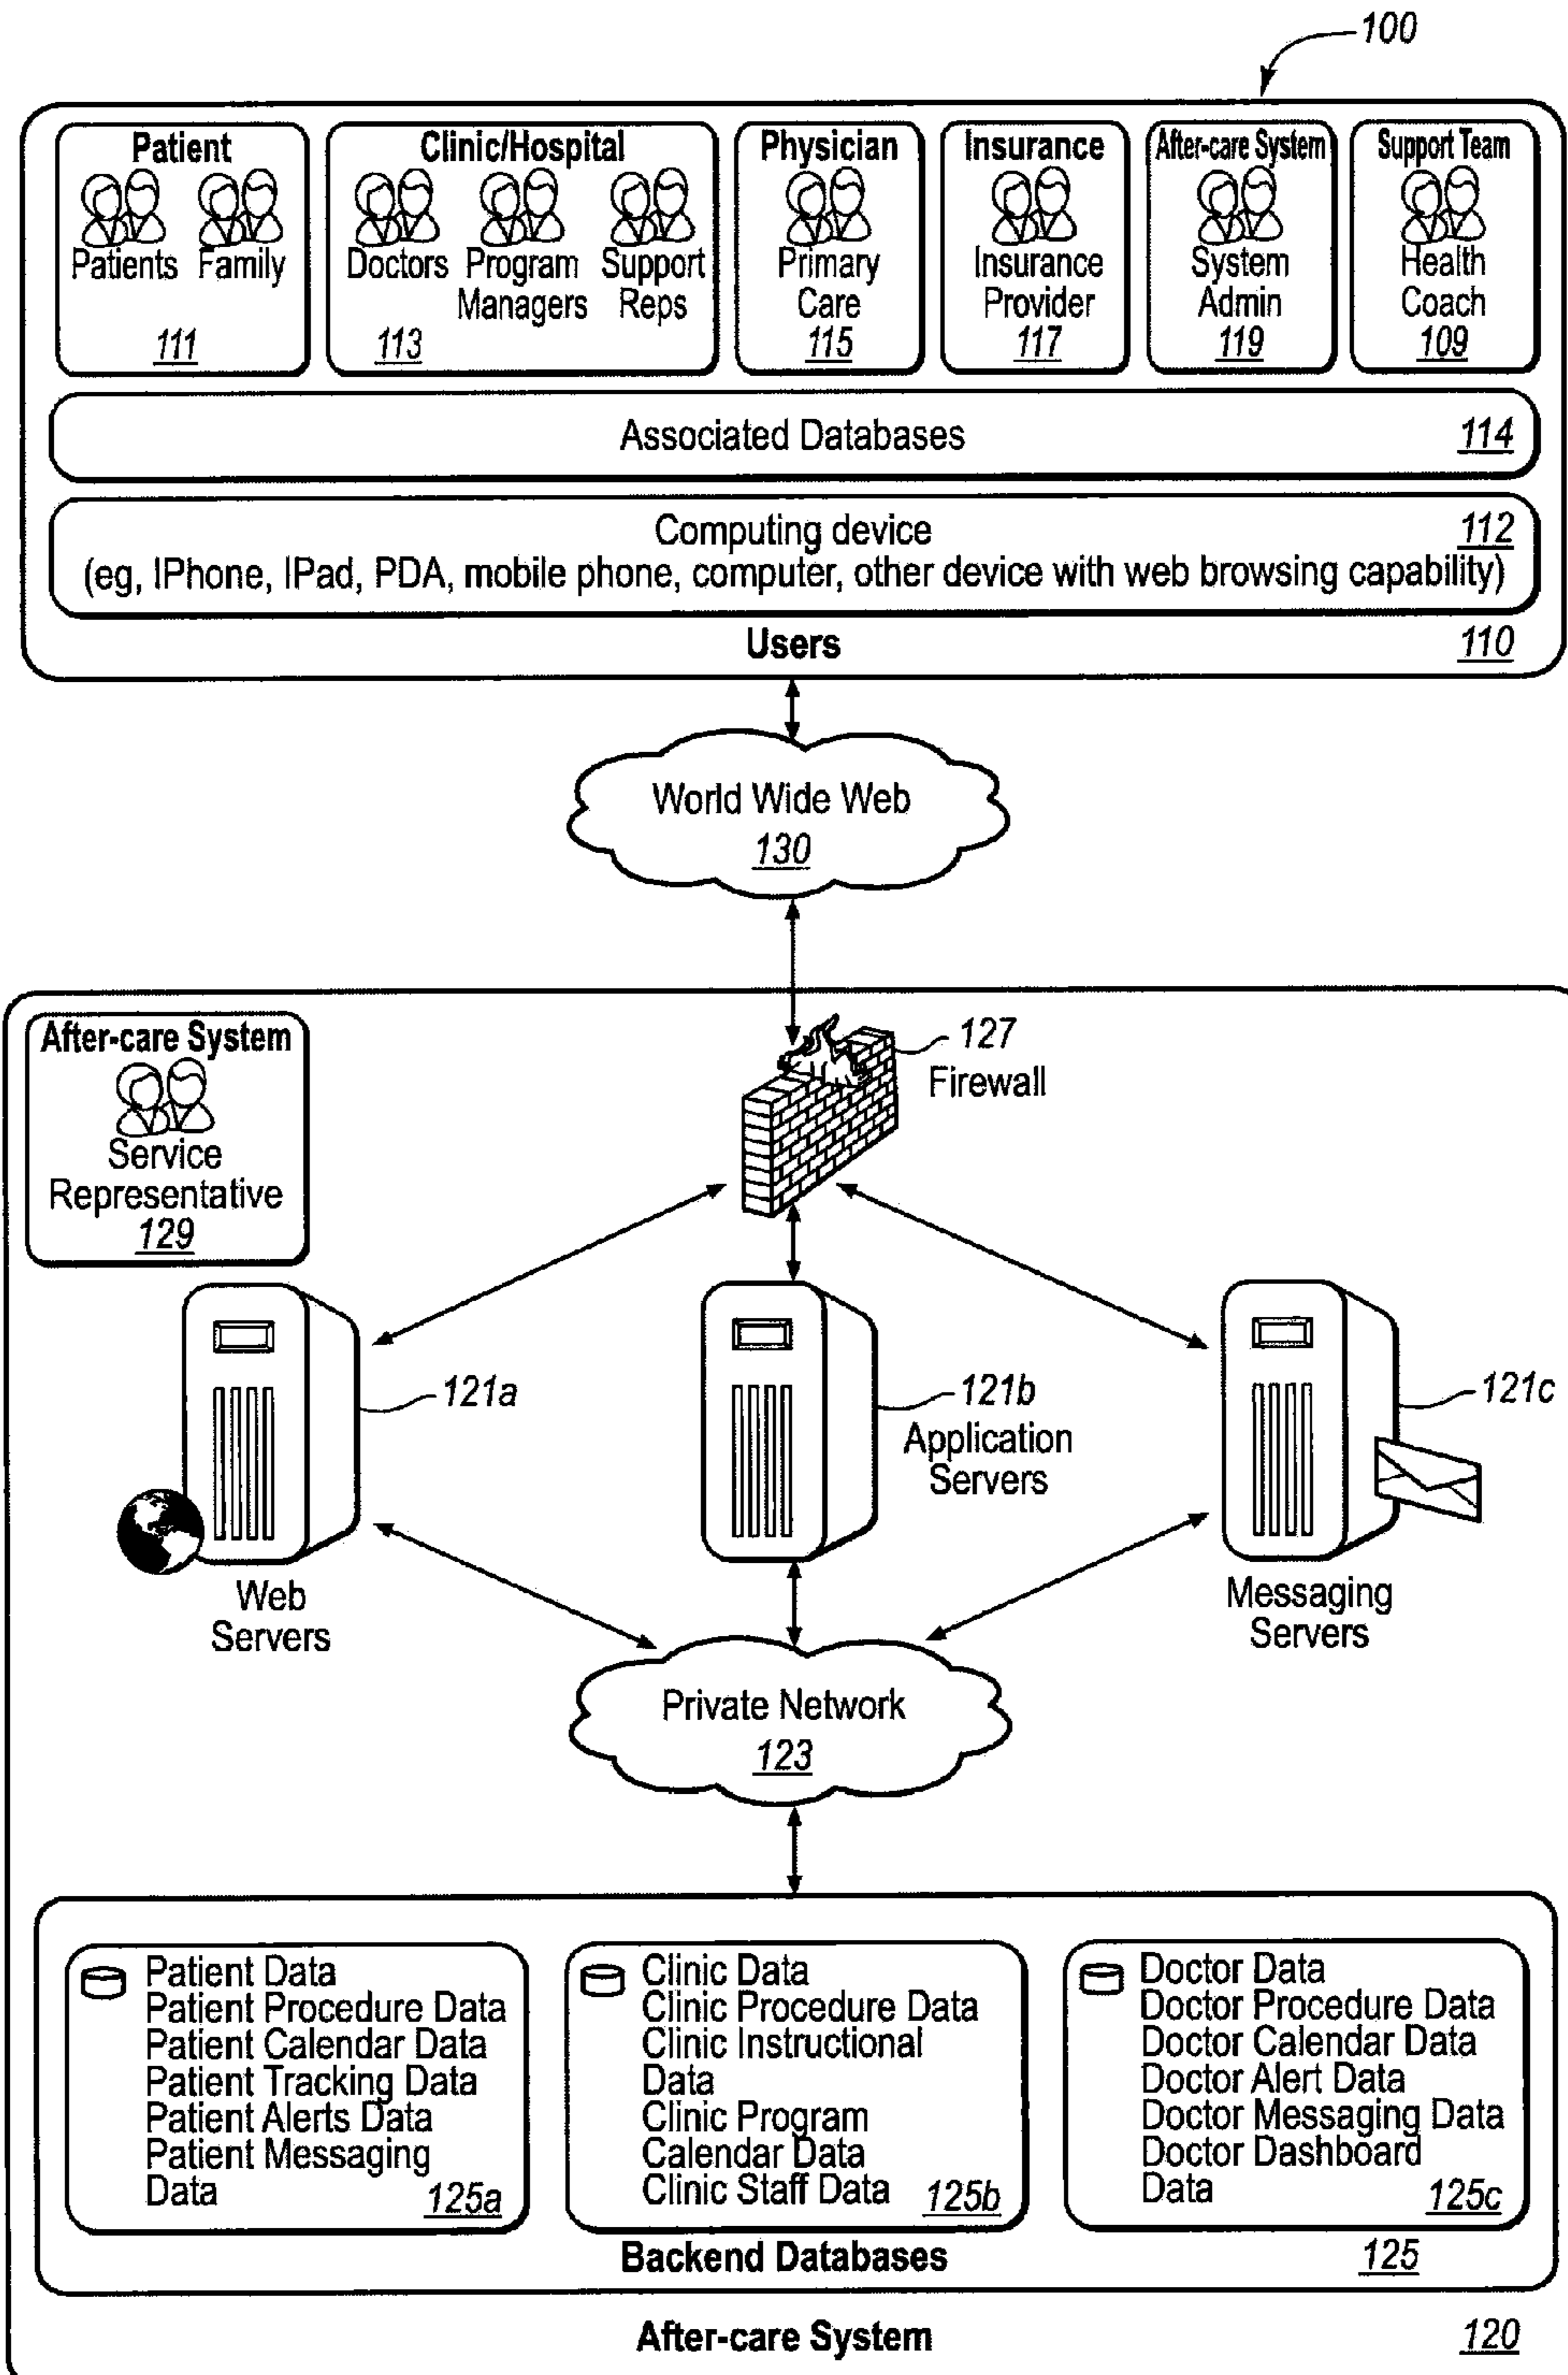 100
Patient
Patients Family
111
Clinic/Hospital
Doctors Program Support
Managers Reps
113
Physician
Primary
Care
115
Insurance
Insurance
Provider
117
After-care System
System
Admin
119
Support Team
Health
Coach
109
Associated Databases 114
Computing device 112
(eg, IPhone, IPad, PDA, mobile phone, computer, other device with web browsing capability)
Users 110
World Wide Web
130
After-care System
Service
Representative
129
127
Firewall
121a
Web
Servers
121b
Application
Servers
121c
Messaging
Servers
Private Network
123
Patient Data
Patient Procedure Data
Patient Calendar Data
Patient Tracking Data
Patient Alerts Data
Patient Messaging
Data 125a
Clinic Data
Clinic Procedure Data
Clinic Instructional
Data
Clinic Program
Calendar Data
Clinic Staff Data 125b
Doctor Data
Doctor Procedure Data
Doctor Calendar Data
Doctor Alert Data
Doctor Messaging Data
Doctor Dashboard
Data 125c
Backend Databases 125
After-care System 120